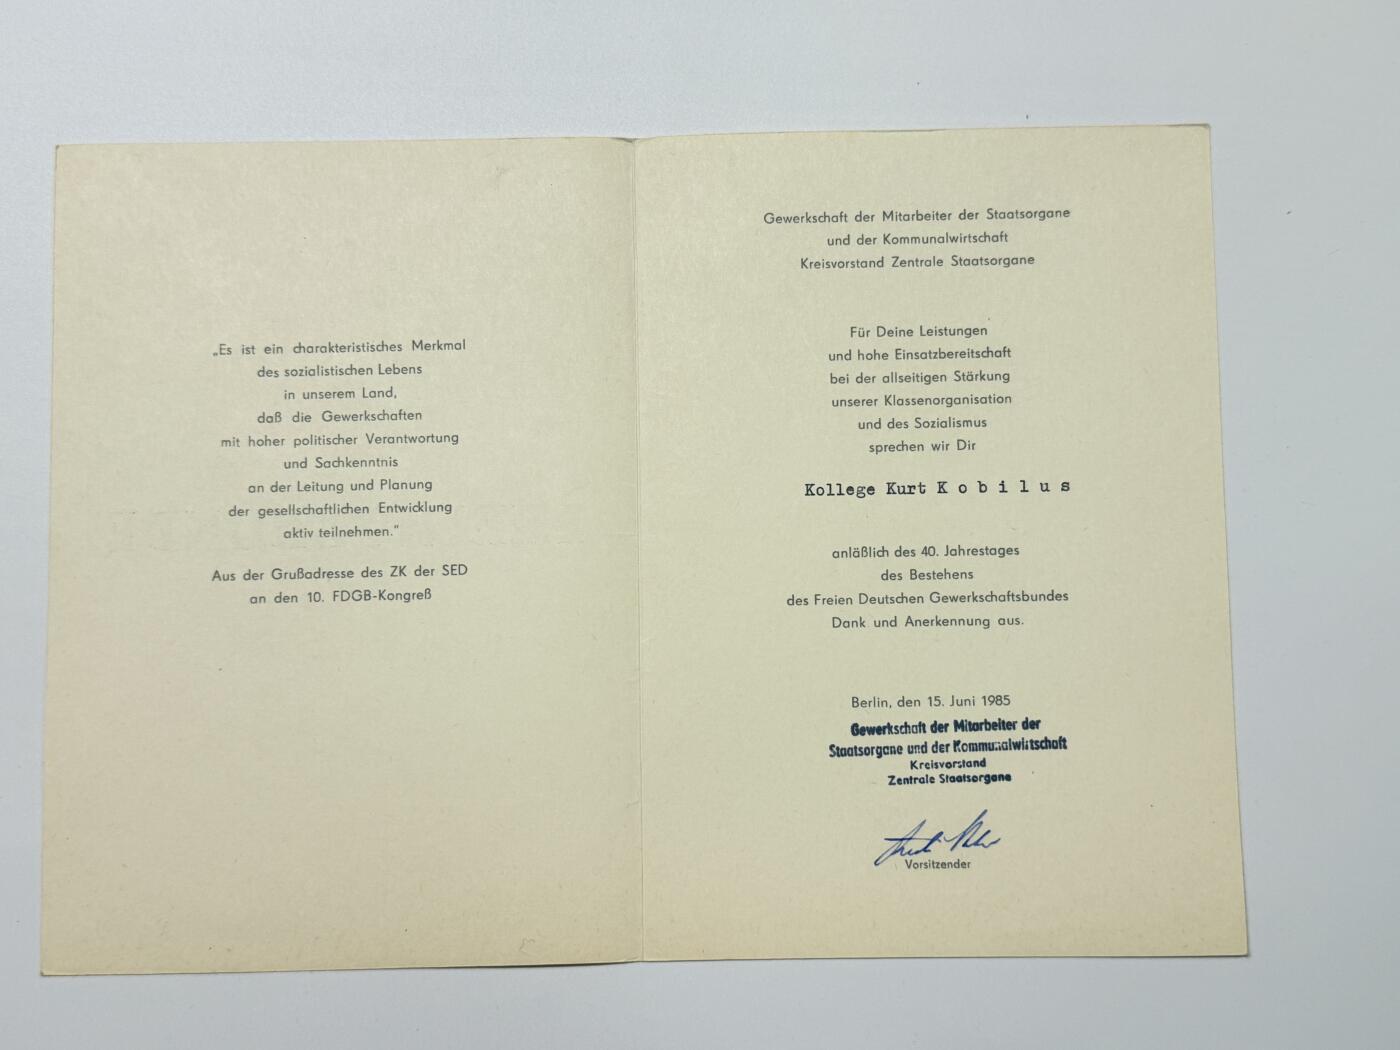 „Es ist ein charakteristisches Merkmal
des sozialistischen Lebens
in unserem Land,
daß die Gewerkschaften
mit hoher politischer Verantwortung
und Sachkenntnis
an der Leitung und Planung
der gesellschaftlichen Entwicklung
aktiv teilnehmen."
Aus der Grußadresse des ZK der SED
an den 10. FDGB-Kongreß
Gewerkschaft der Mitarbeiter der Staatsorgane
und der Kommunalwirtschaft
Kreisvorstand Zentrale Staatsorgane
Für Deine Leistungen
und hohe Einsatzbereitschaft
bei der allseitigen Stärkung
unserer Klassenorganisation
und des Sozialismus
sprechen wir Dir
Kollege Kurt K o b i l u s
anläßlich des 40. Jahrestages
des Bestehens
des Freien Deutschen Gewerkschaftsbundes
Dank und Anerkennung aus.
Berlin, den 15. Juni 1985
Gewerkschaft der Mitarbeiter der
Staatsorgane und der Kommunalwirtschaft
Kreisvorstand
Zentrale Staatsorgane
Vorsitzender